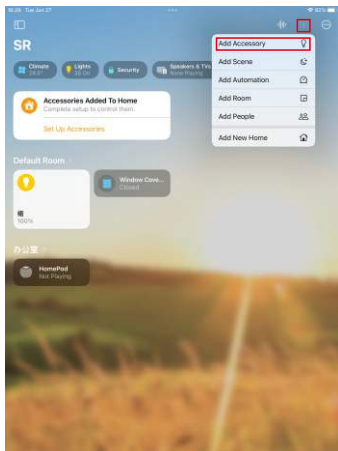 Tue Jan 27
SR
Climate
Lights
Security
Speakers & TVs
None Playing
Add Accessory
Add Scene
Add Automation
Add Room
Add People
Add New Home
Accessories Added To Home
Complete setup to control them.
Set Up Accessories
Default Room
Window Cove...
Closed
100%
办公室
HomePod
Not Playing